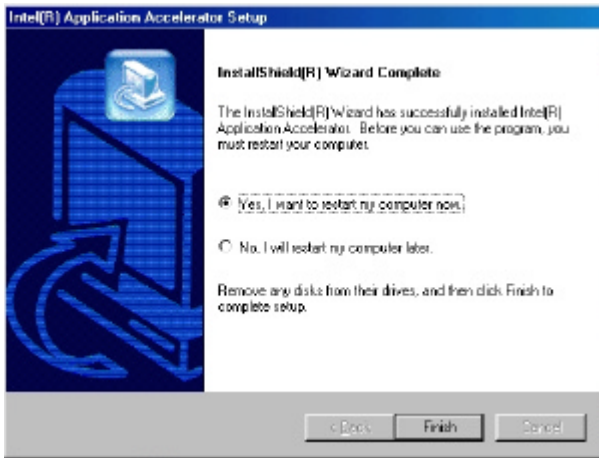 Intel(R) Application Accelerator Setup
InstallShield(R) Wizard Complete
The InstallShield(R) Wizard has successfully installed Intel(R)
Application Accelerator. Before you can use the program, you
must restart your computer.
Yes, I want to restart my computer now.
No, I will restart my computer later.
Remove any disks from their drives, and then click Finish to
complete setup.
< Back
Finish
Cancel